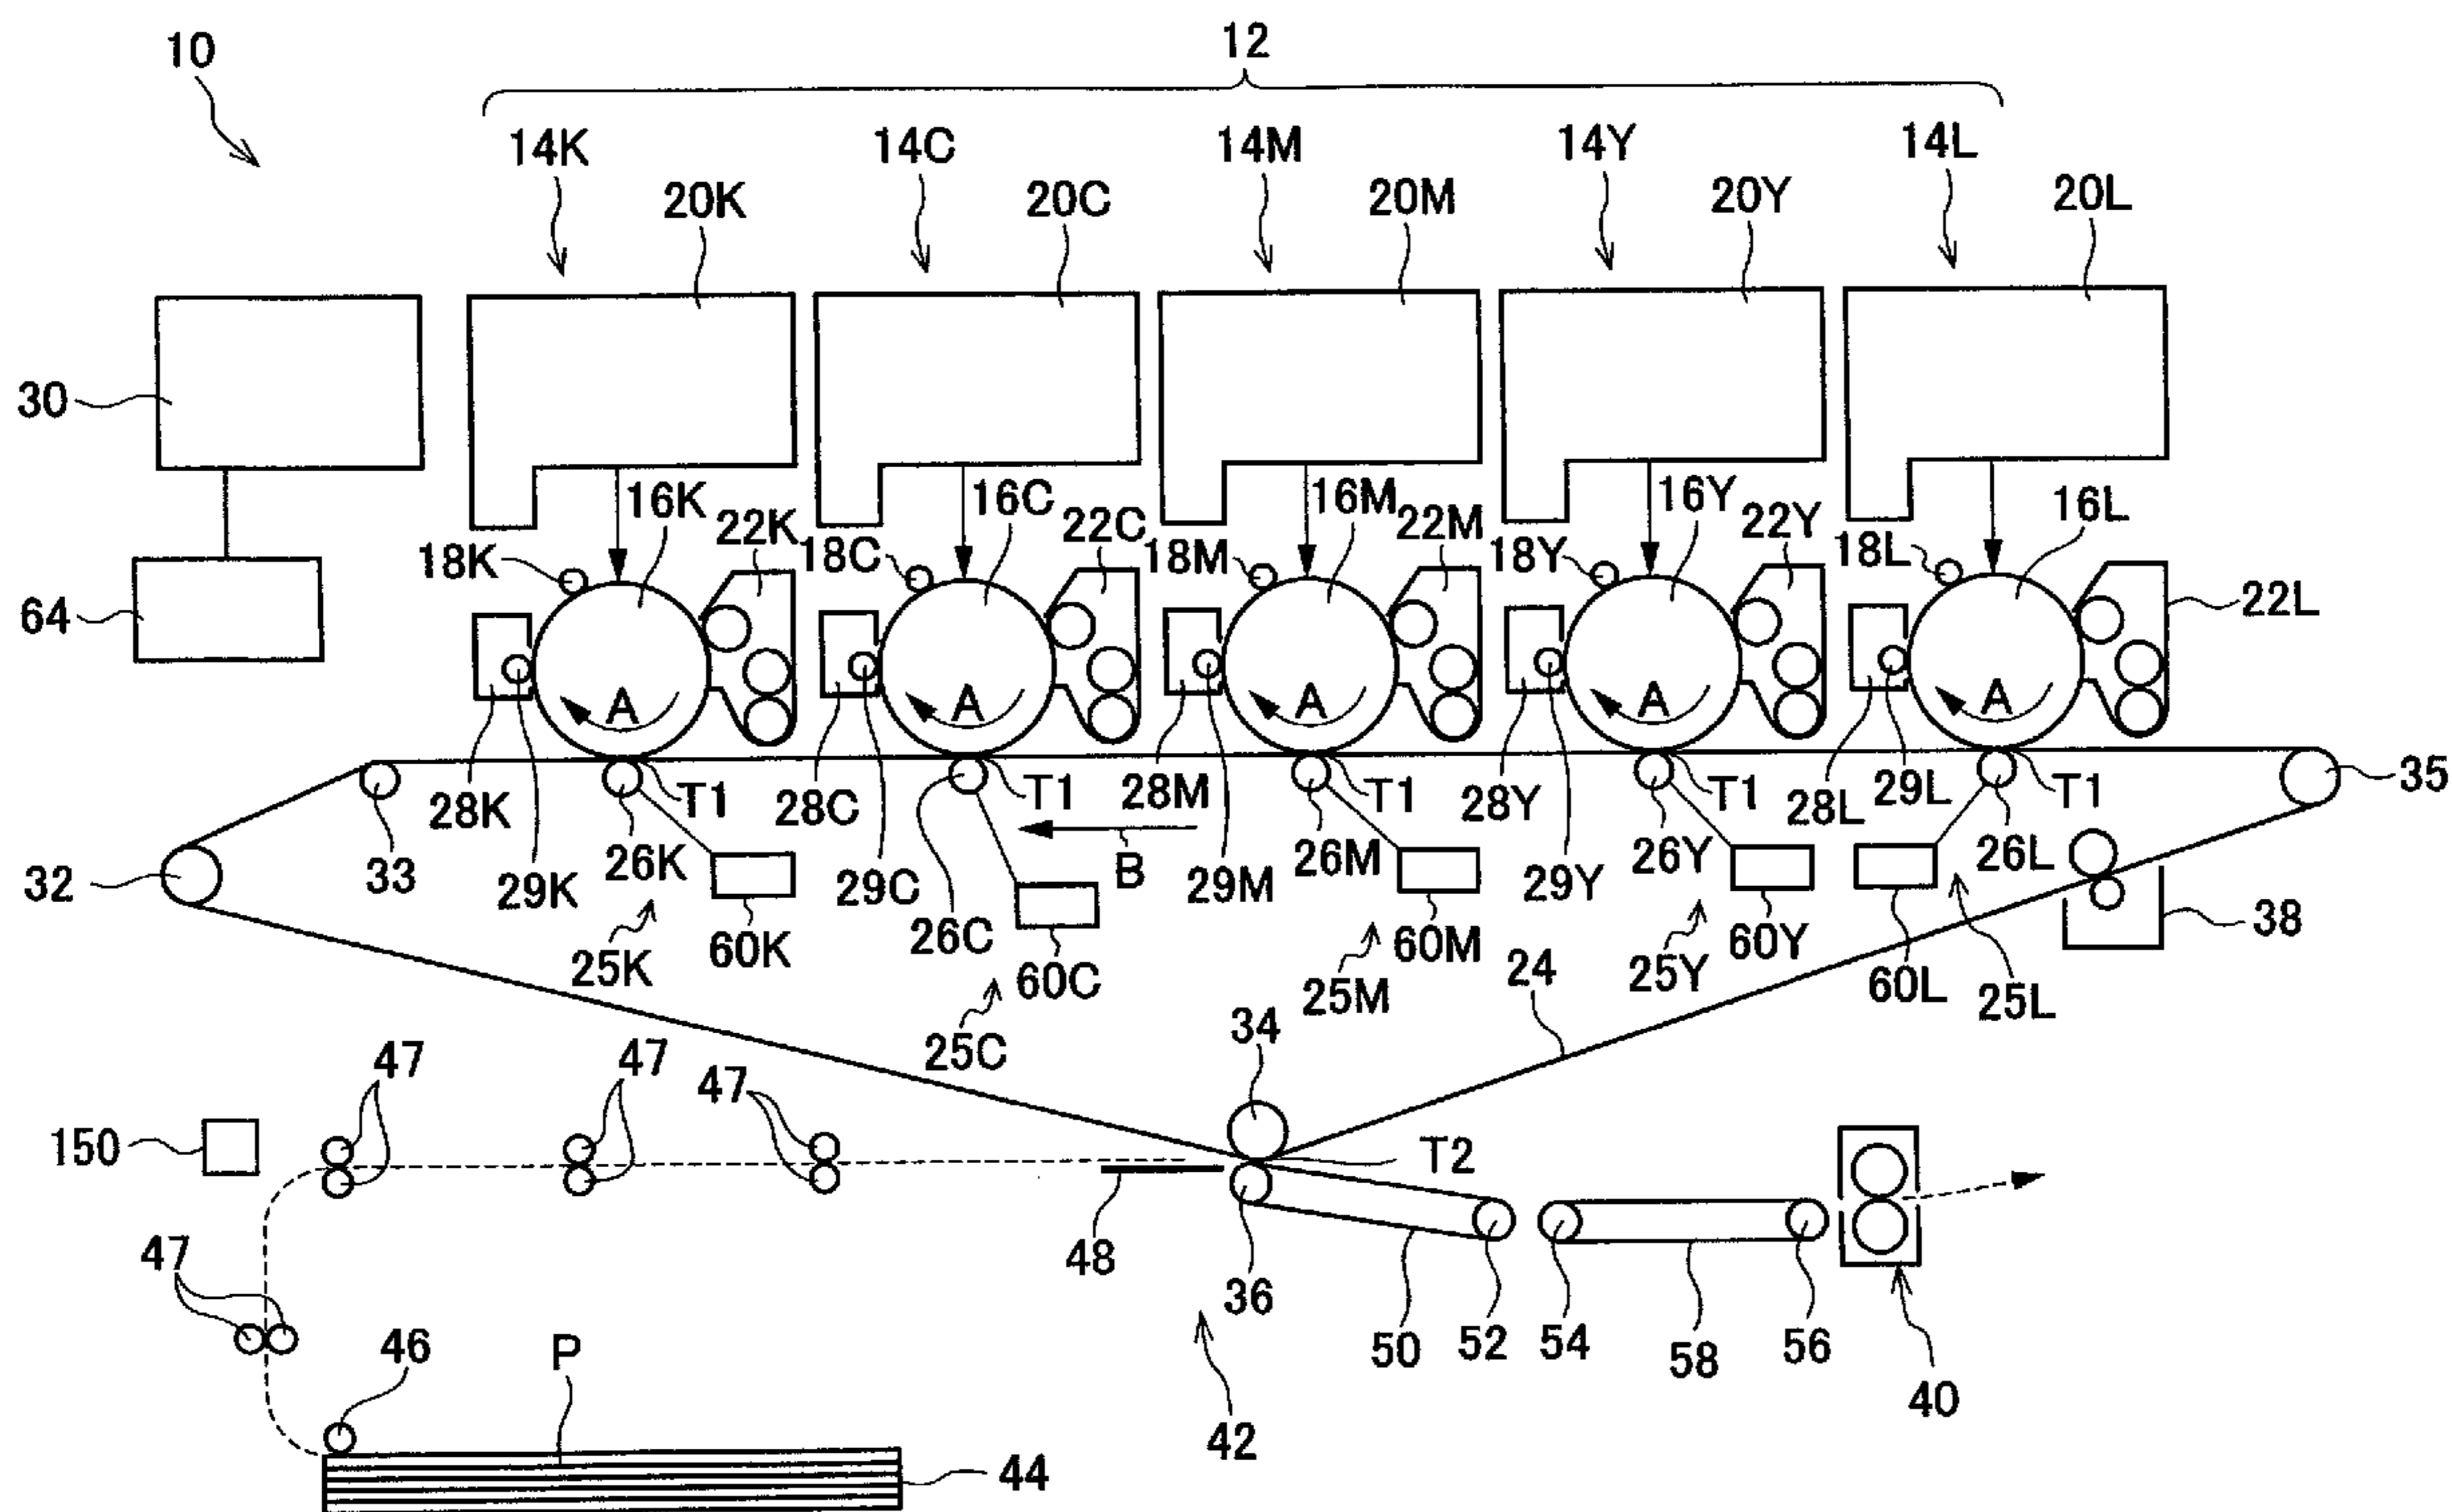 12
10
14K 14C 14M 14Y 14L
20K 20C 20M 20Y 20L
30
16K 16C 16M 16Y 16L
22K 22C 22M 22Y
18K 18C 18M 18Y 18L
64
22L
A A A A A
T1 T1 T1 T1 T1
28K 28C 28M 28Y 28L 29L
35
33
32
29K 26K 29C B 29M 26M 29Y 26Y 26L
26C
60K 60M 60Y 38
25K 60C 25M 25Y 24 60L 25L
34
25C
47 47 47
150
T2
48
47
36
46 P
50 52 54 58 56
42
40
44